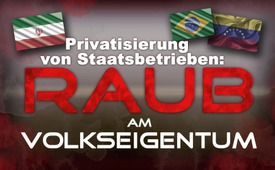 Privatisierung
von Staatsbetrieben:
RAUB
AM
VOLKSEIGENTUM